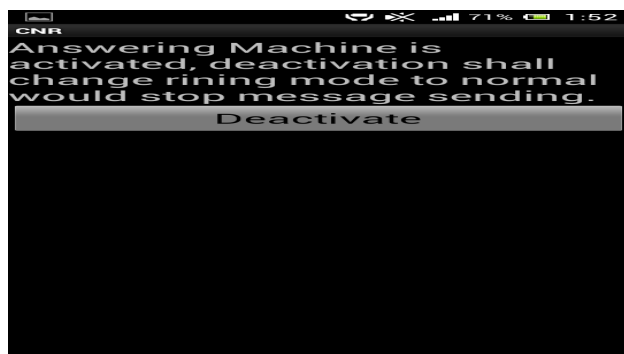 71% 1:52
CNR
Answering Machine is
activated, deactivation shall
change rining mode to normal
would stop message sending.
Deactivate